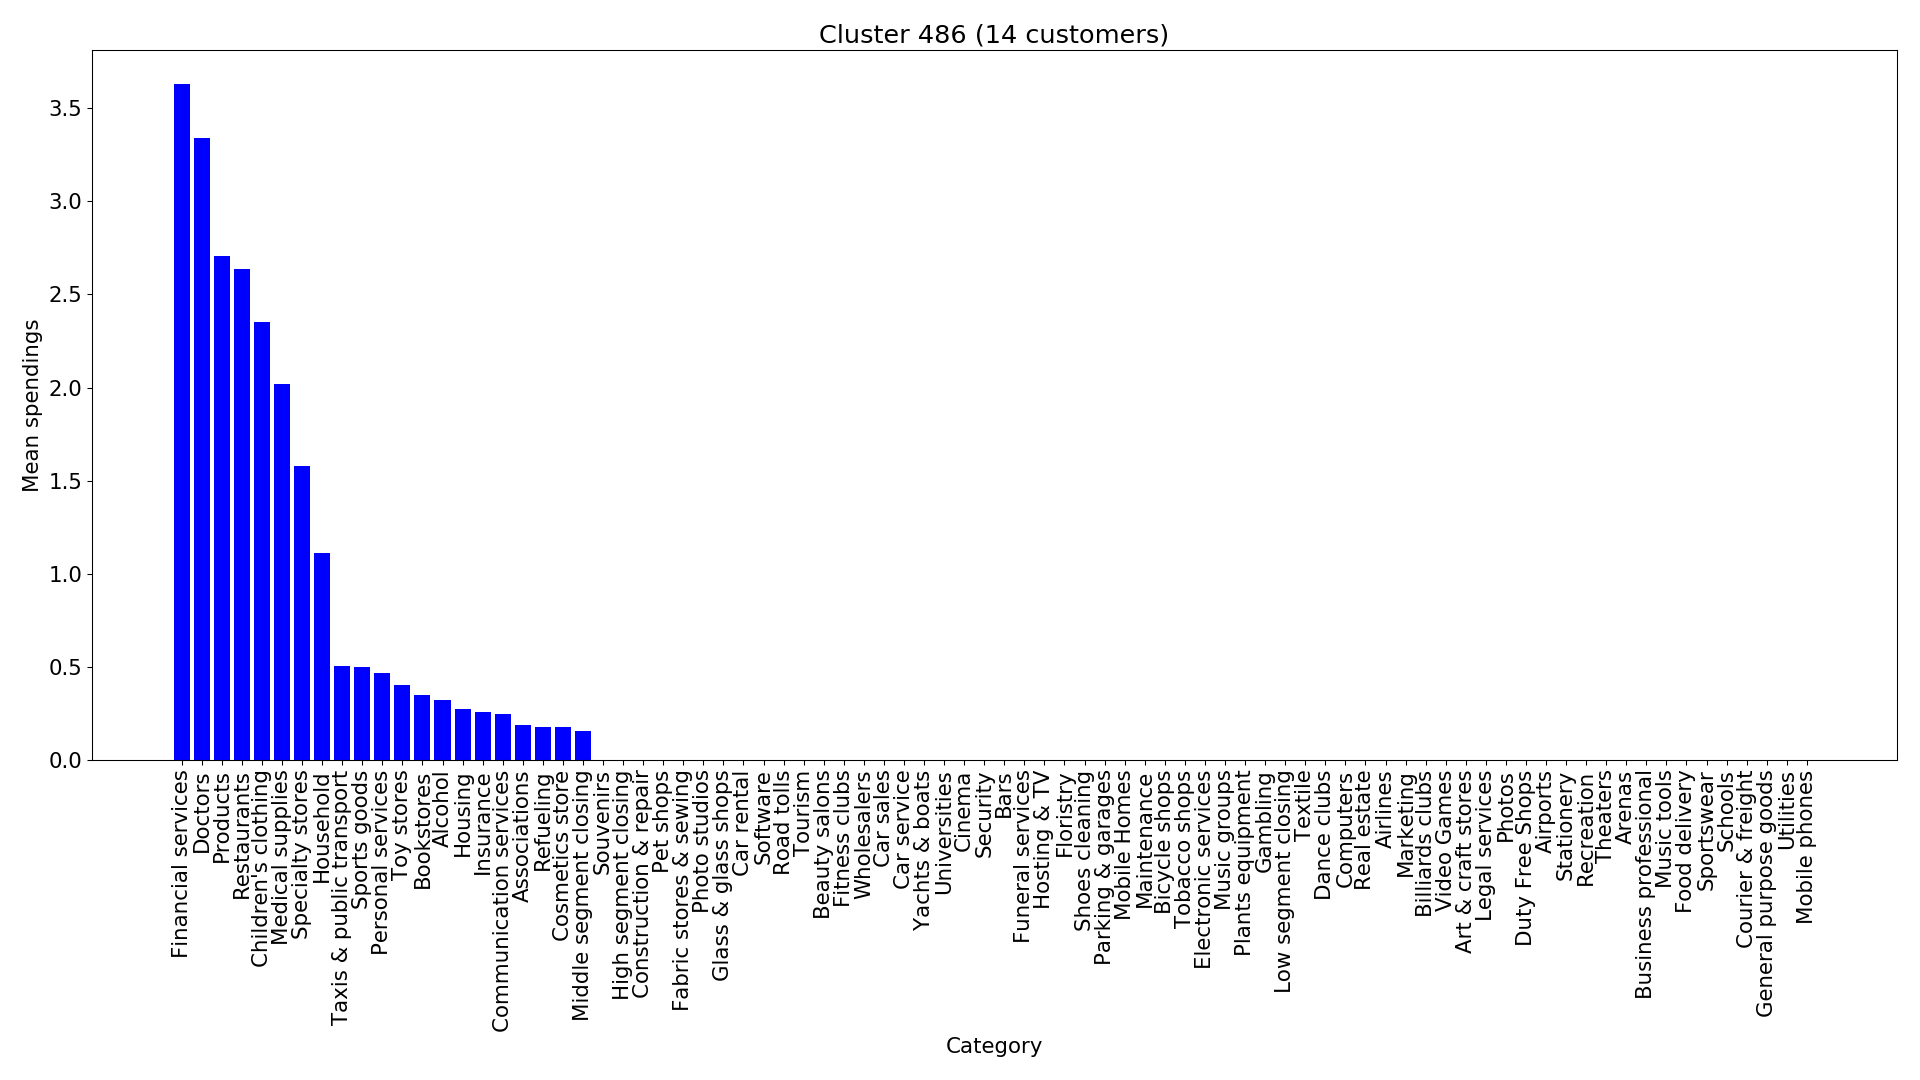 Cluster 486 (14 customers)
Mean spendings
3.5
3.0
2.5
2.0
1.5
1.0
0.5
0.0
Financial services
Doctors
Products
Restaurants
Children's clothing
Medical supplies
Specialty stores
Household
Taxis & public transport
Sports goods
Personal services
Toy stores
Bookstores
Alcohol
Housing
Insurance
Communication services
Associations
Refueling
Cosmetics store
Middle segment closing
Souvenirs
High segment closing
Construction & repair
Pet shops
Fabric stores & sewing
Photo studios
Glass & glass shops
Car rental
Software
Road tolls
Tourism
Beauty salons
Fitness clubs
Wholesalers
Car sales
Car service
Yachts & boats
Universities
Cinema
Security
Bars
Funeral services
Hosting & TV
Floristry
Shoes cleaning
Parking & garages
Mobile Homes
Maintenance
Bicycle shops
Tobacco shops
Electronic services
Music groups
Plants equipment
Gambling
Low segment closing
Textile
Dance clubs
Computers
Real estate
Airlines
Marketing
Billiards clubs
Video Games
Art & craft stores
Legal services
Photos
Duty Free Shops
Airports
Stationery
Recreation
Theaters
Arenas
Business professional
Music tools
Food delivery
Sportswear
Schools
Courier & freight
General purpose goods
Utilities
Mobile phones
Category